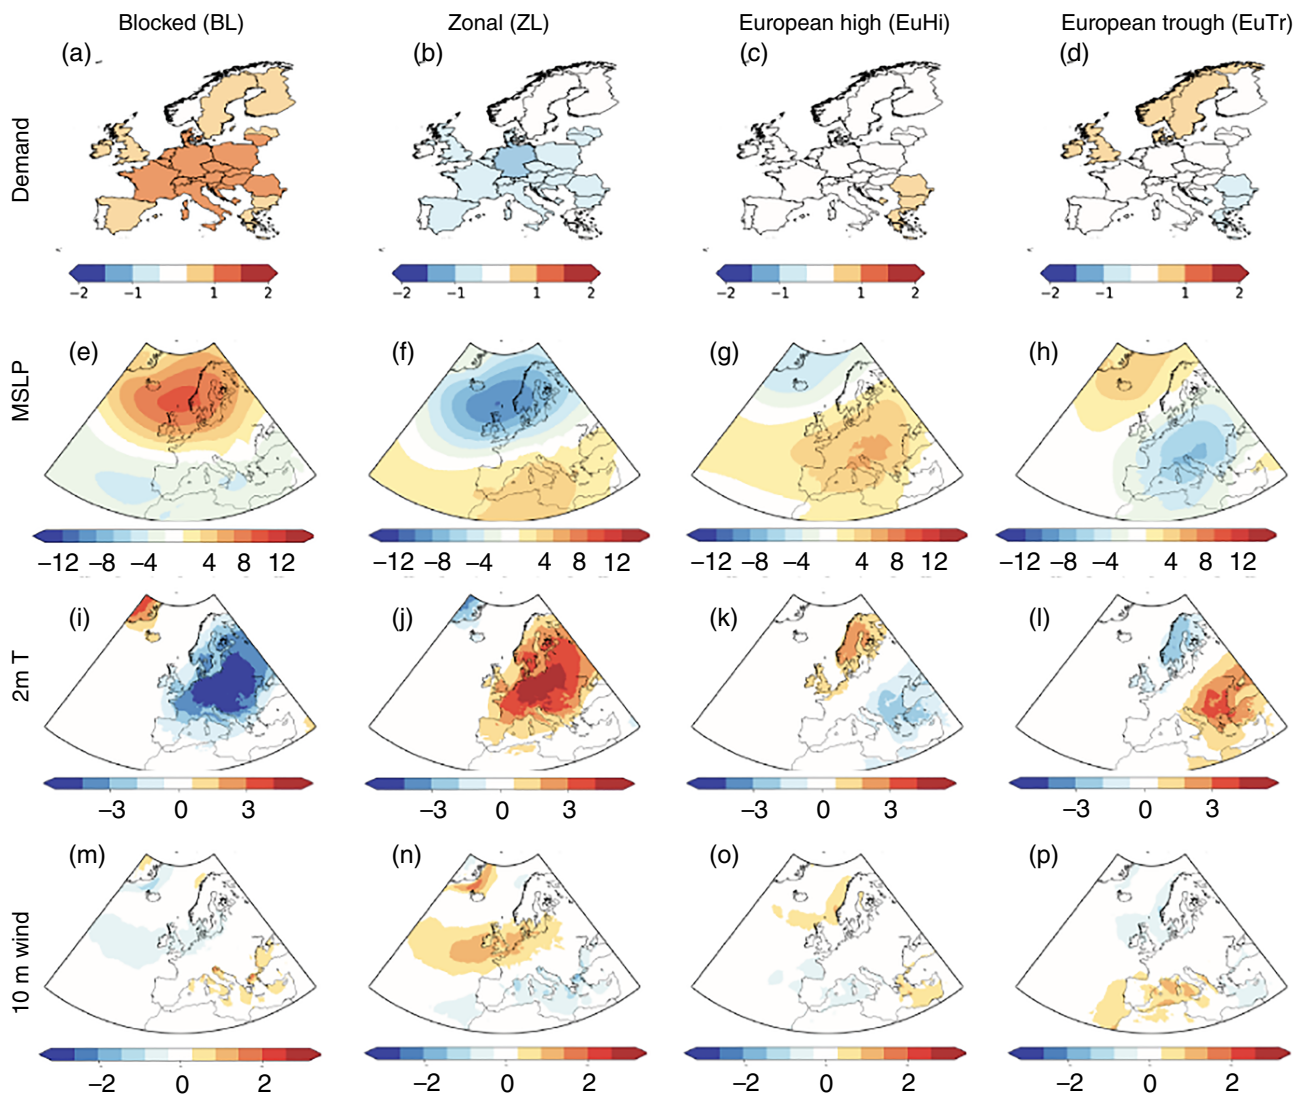 Blocked (BL) Zonal (ZL) European high (EuHi) European trough (EuTr)
(a) (b) (c) (d)
Demand
−2 −1 1 2 −2 −1 1 2 −2 −1 1 2 −2 −1 1 2
(e) (f) (g) (h)
MSLP
−12 −8 −4 4 8 12 −12 −8 −4 4 8 12 −12 −8 −4 4 8 12 −12 −8 −4 4 8 12
(i) (j) (k) (l)
2m T
−3 0 3 −3 0 3 −3 0 3 −3 0 3
(m) (n) (o) (p)
10 m wind
−2 0 2 −2 0 2 −2 0 2 −2 0 2